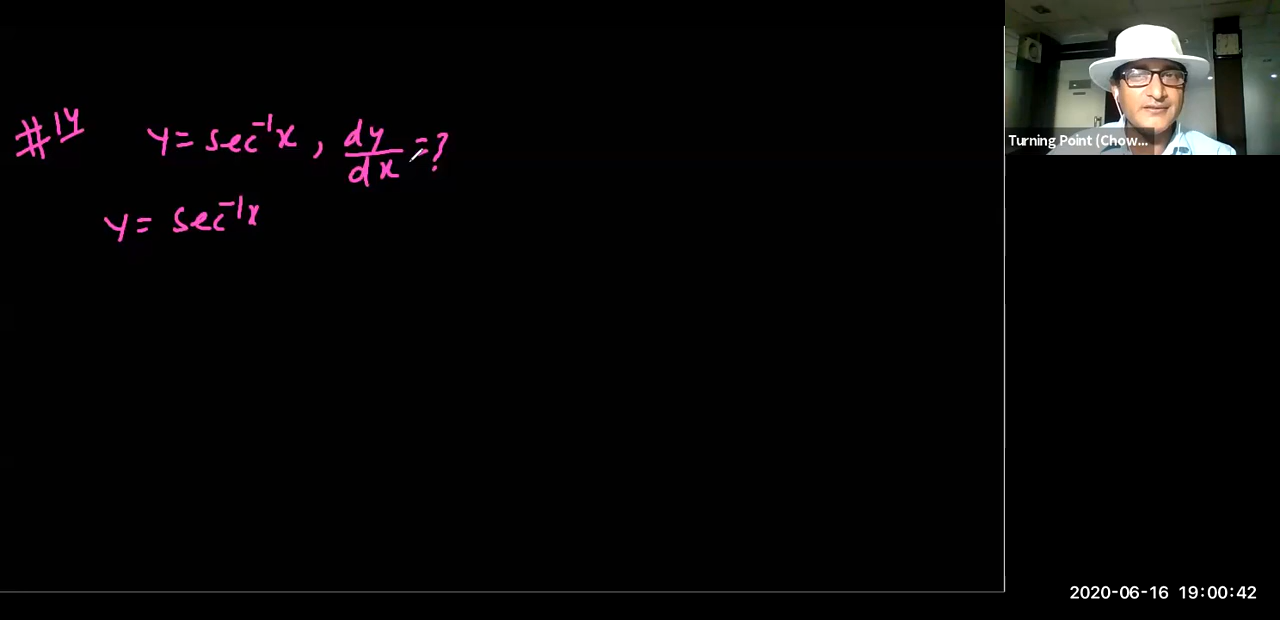 #14 y = sec⁻¹x , dy/dx = ?
y = sec⁻¹x
Turning Point (Chow...
2020-06-16 19:00:42